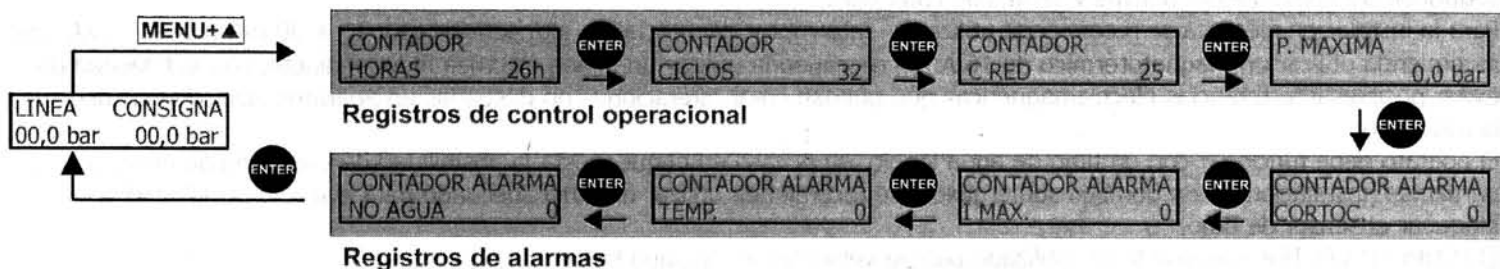 MENU+▲
CONTADOR
HORAS 26h
ENTER
CONTADOR
CICLOS 32
ENTER
CONTADOR
C RED 25
ENTER
P. MAXIMA
0,0 bar
LINEA CONSIGNA
00,0 bar 00,0 bar
Registros de control operacional
ENTER
ENTER
CONTADOR ALARMA
NO AGUA 0
ENTER
CONTADOR ALARMA
TEMP. 0
ENTER
CONTADOR ALARMA
I MAX. 0
ENTER
CONTADOR ALARMA
CORTOC. 0
Registros de alarmas